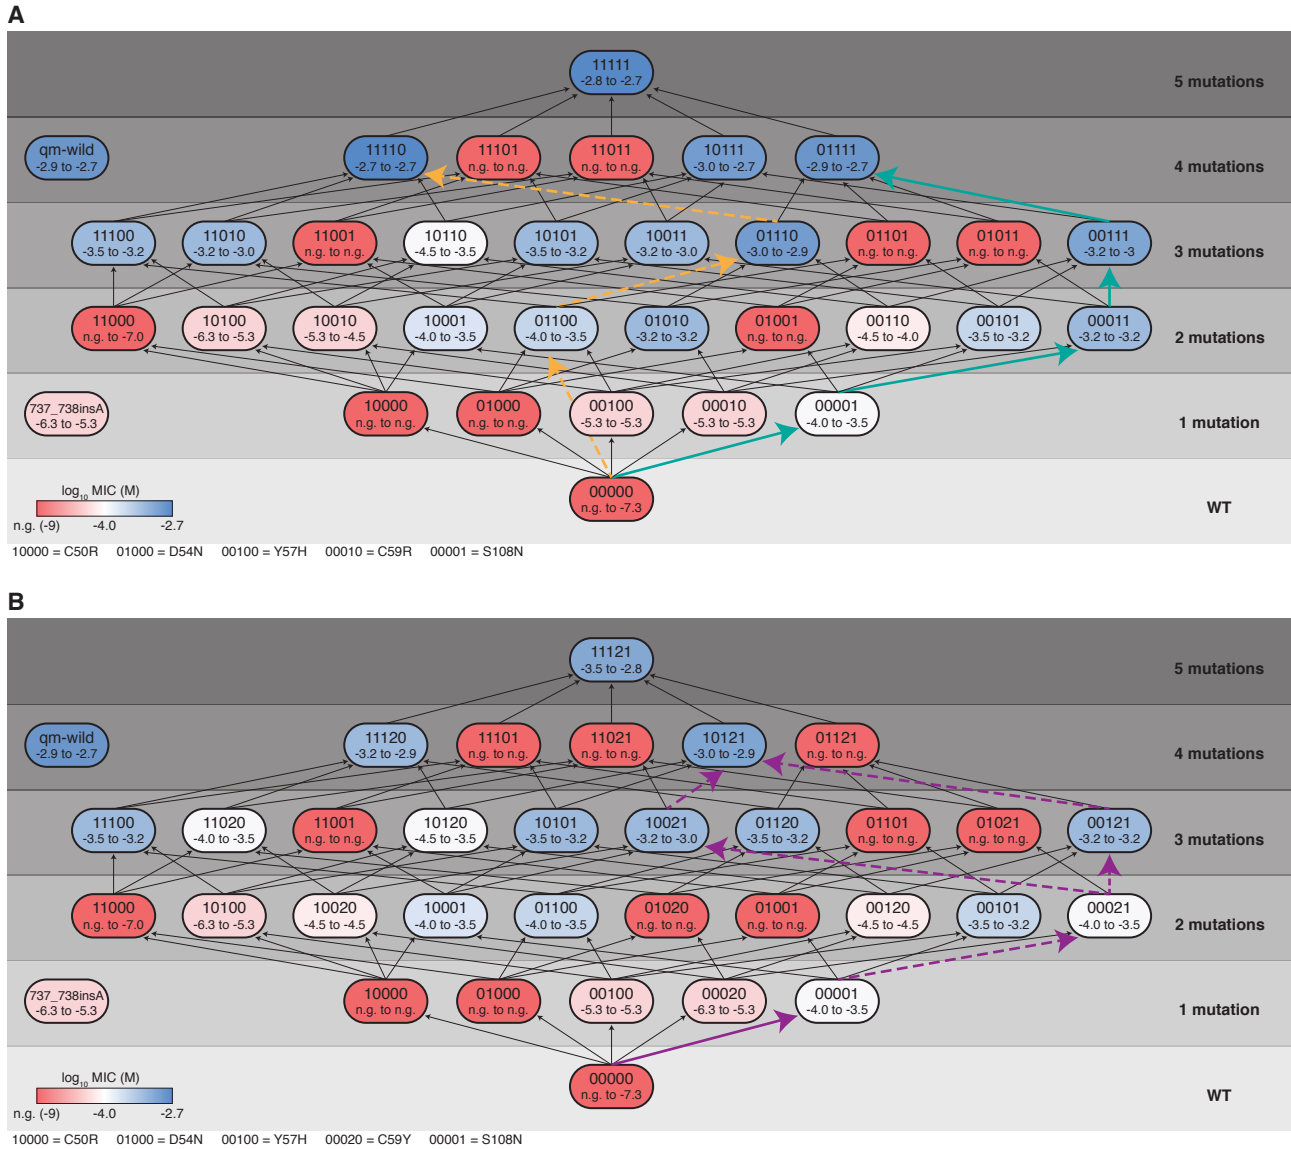 A
11111
-2.8 to -2.7
5 mutations
qm-wild
-2.9 to -2.7
11110
-2.7 to -2.7
11101
n.g. to n.g.
11011
n.g. to n.g.
10111
-3.0 to -2.7
01111
-2.9 to -2.7
4 mutations
11100
-3.5 to -3.2
11010
-3.2 to -3.0
11001
n.g. to n.g.
10110
-4.5 to -3.5
10101
-3.5 to -3.2
10011
-3.2 to -3.0
01110
-3.0 to -2.9
01101
n.g. to n.g.
01011
n.g. to n.g.
00111
-3.2 to -3
3 mutations
11000
n.g. to -7.0
10100
-6.3 to -5.3
10010
-5.3 to -4.5
10001
-4.0 to -3.5
01100
-4.0 to -3.5
01010
-3.2 to -3.2
01001
n.g. to n.g.
00110
-4.5 to -4.0
00101
-3.5 to -3.2
00011
-3.2 to -3.2
2 mutations
737_738insA
-6.3 to -5.3
10000
n.g. to n.g.
01000
n.g. to n.g.
00100
-5.3 to -5.3
00010
-5.3 to -5.3
00001
-4.0 to -3.5
1 mutation
00000
n.g. to -7.3
WT
log10 MIC (M)
n.g. (-9) -4.0 -2.7
10000 = C50R 01000 = D54N 00100 = Y57H 00010 = C59R 00001 = S108N
B
11121
-3.5 to -2.8
5 mutations
qm-wild
-2.9 to -2.7
11120
-3.2 to -2.9
11101
n.g. to n.g.
11021
n.g. to n.g.
10121
-3.0 to -2.9
01121
n.g. to n.g.
4 mutations
11100
-3.5 to -3.2
11020
-4.0 to -3.5
11001
n.g. to n.g.
10120
-4.5 to -3.5
10101
-3.5 to -3.2
10021
-3.2 to -3.0
01120
-3.5 to -3.2
01101
n.g. to n.g.
01021
n.g. to n.g.
00121
-3.2 to -3.2
3 mutations
11000
n.g. to -7.0
10100
-6.3 to -5.3
10020
-4.5 to -4.5
10001
-4.0 to -3.5
01100
-4.0 to -3.5
01020
n.g. to n.g.
01001
n.g. to n.g.
00120
-4.5 to -4.5
00101
-3.5 to -3.2
00021
-4.0 to -3.5
2 mutations
737_738insA
-6.3 to -5.3
10000
n.g. to n.g.
01000
n.g. to n.g.
00100
-5.3 to -5.3
00020
-6.3 to -5.3
00001
-4.0 to -3.5
1 mutation
00000
n.g. to -7.3
WT
log10 MIC (M)
n.g. (-9) -4.0 -2.7
10000 = C50R 01000 = D54N 00100 = Y57H 00020 = C59Y 00001 = S108N